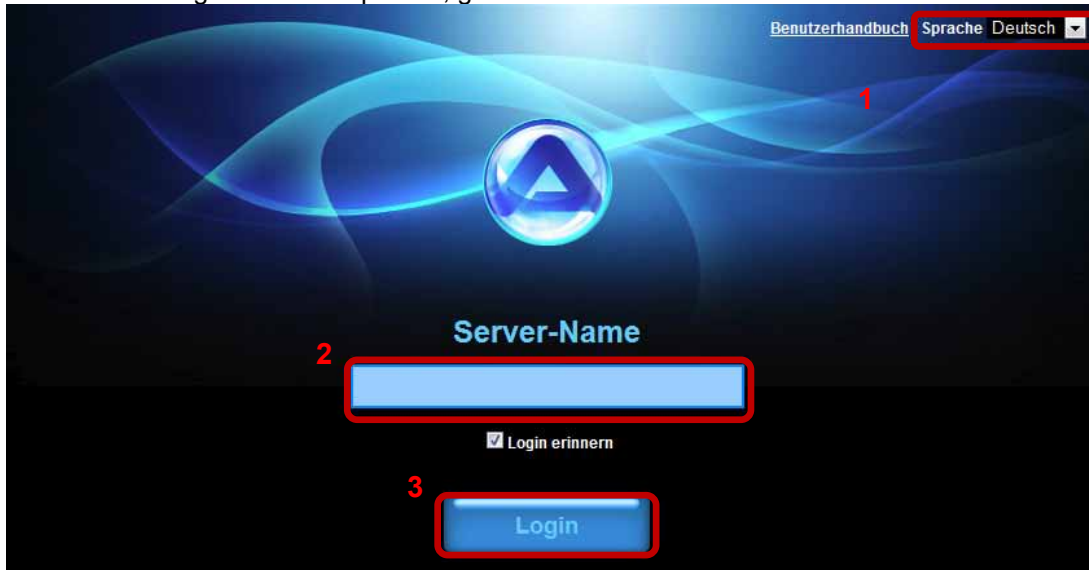 Benutzerhandbuch Sprache Deutsch
1
Server-Name
2
Login erinnern
3
Login